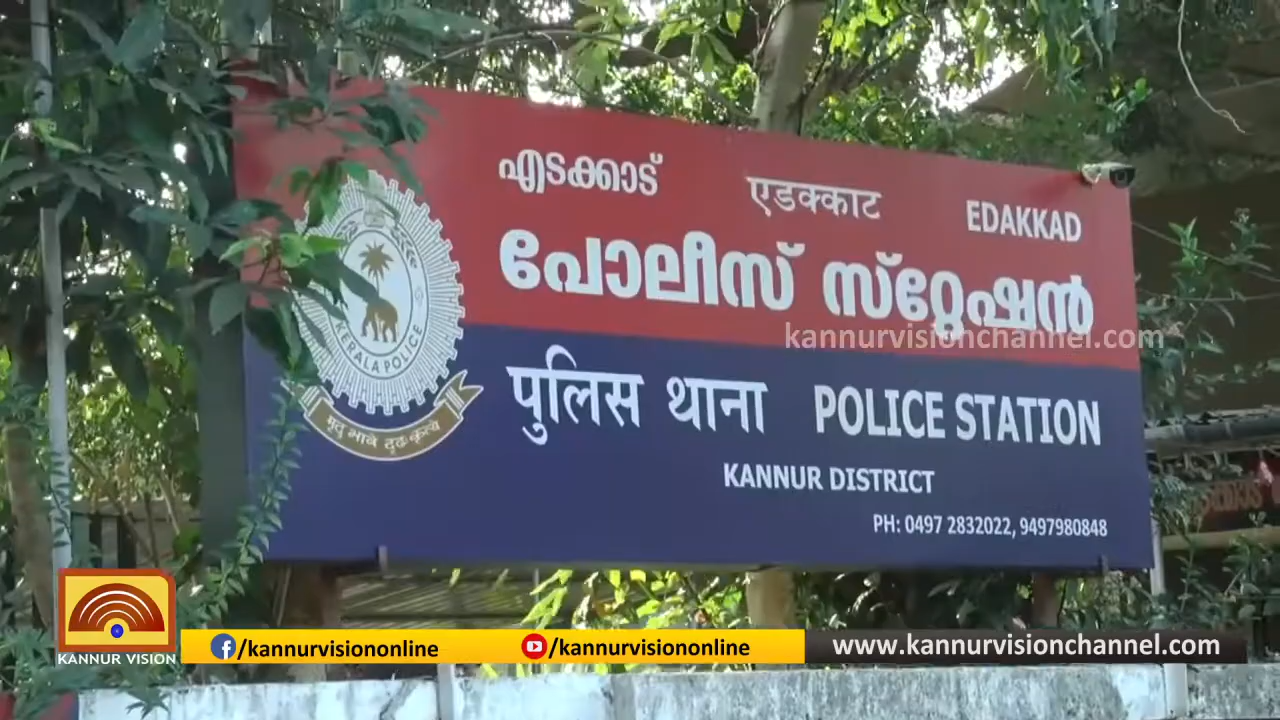 എടക്കാട് एडक्काट EDAKKAD
പോലീസ് സ്റ്റേഷൻ
kannurvisionchannel.com
KERALA POLICE
पुलिस थाना POLICE STATION
मृदु भावे दृढ कृत्ये
KANNUR DISTRICT
PH: 0497 2832022, 9497980848
KANNUR VISION
/kannurvisiononline /kannurvisiononline www.kannurvisionchannel.com